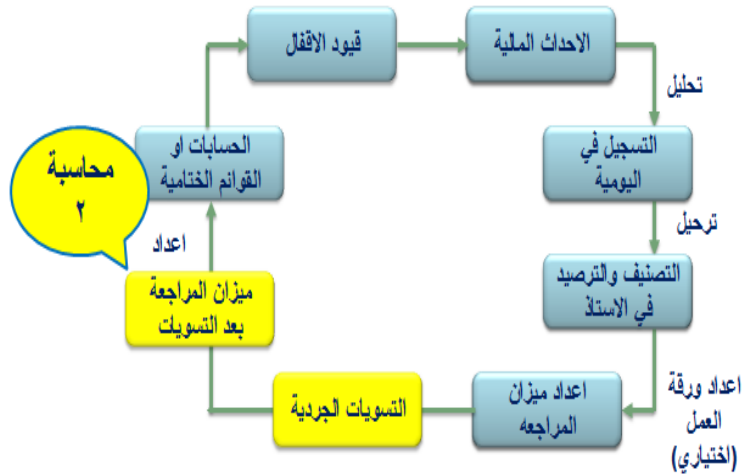 قيود الاقفال
الاحداث المالية
تحليل
التسجيل في
اليومية
ترحيل
التصنيف والترصيد
في الاستاذ
اعداد ورقة
العمل
(اختياري)
اعداد ميزان
المراجعه
التسويات الجردية
ميزان المراجعة
بعد التسويات
اعداد
الحسابات او
القوائم الختامية
محاسبة
٢